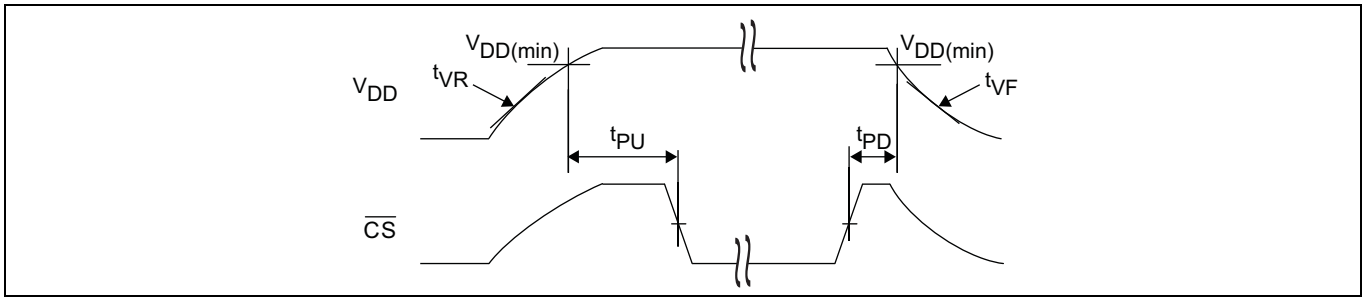 VDD(min)
VDD(min)
tVR
tVF
VDD
tPU
tPD
CS